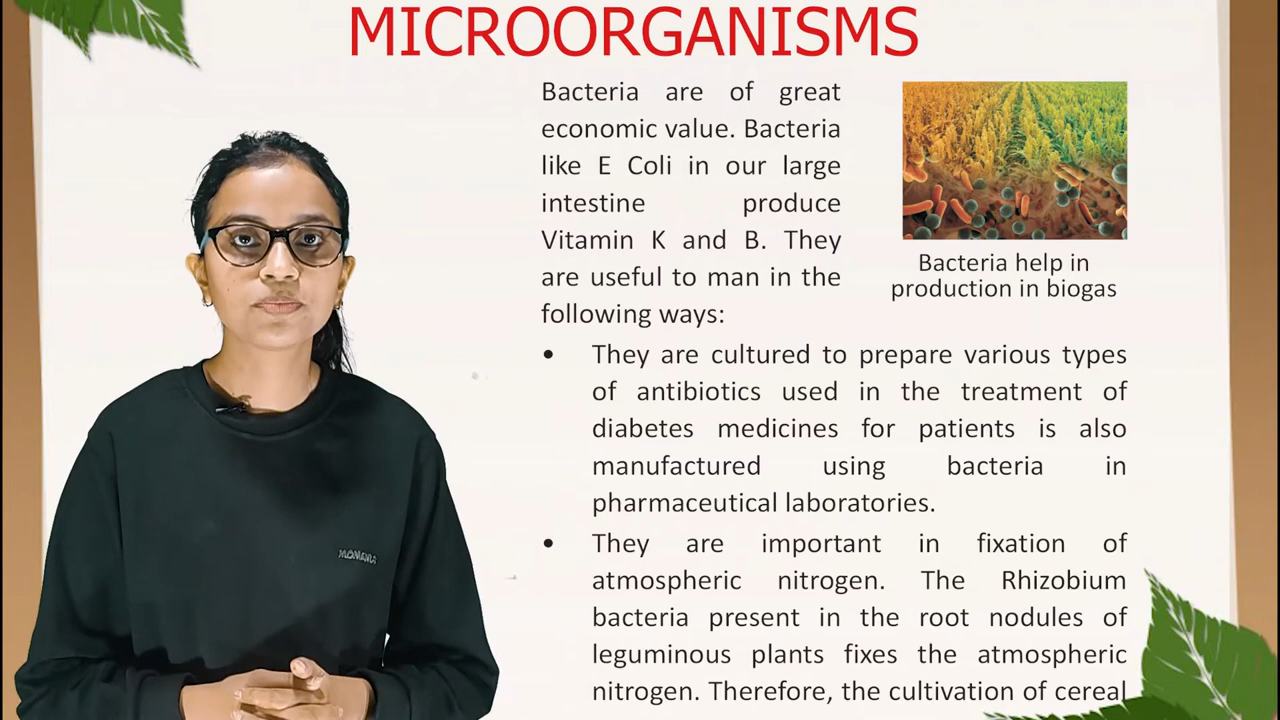 MICROORGANISMS
Bacteria are of great
economic value. Bacteria
like E Coli in our large
intestine produce
Vitamin K and B. They
are useful to man in the
following ways:
Bacteria help in
production in biogas
• They are cultured to prepare various types
of antibiotics used in the treatment of
diabetes medicines for patients is also
manufactured using bacteria in
pharmaceutical laboratories.
• They are important in fixation of
atmospheric nitrogen. The Rhizobium
bacteria present in the root nodules of
leguminous plants fixes the atmospheric
nitrogen. Therefore, the cultivation of cereal